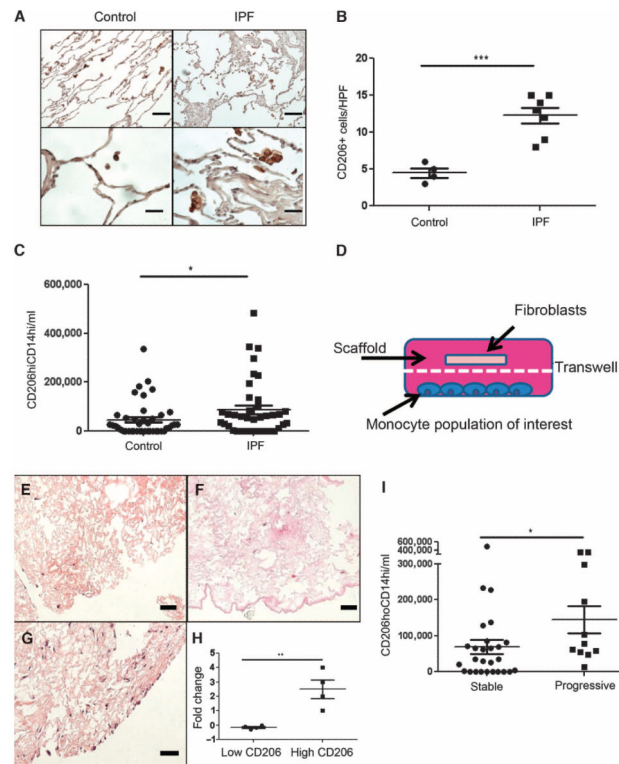 A
Control
IPF
B
***
CD206+ cells/HPF
20
15
10
5
0
Control
IPF
C
*
CD206hiCD14hi/ml
600,000
400,000
200,000
0
Control
IPF
D
Fibroblasts
Scaffold
Transwell
Monocyte population of interest
E
F
G
H
**
Fold change
5
4
3
2
1
0
−1
Low CD206
High CD206
I
*
CD206hoCD14hi/ml
600,000
400,000
300,000
200,000
100,000
0
Stable
Progressive